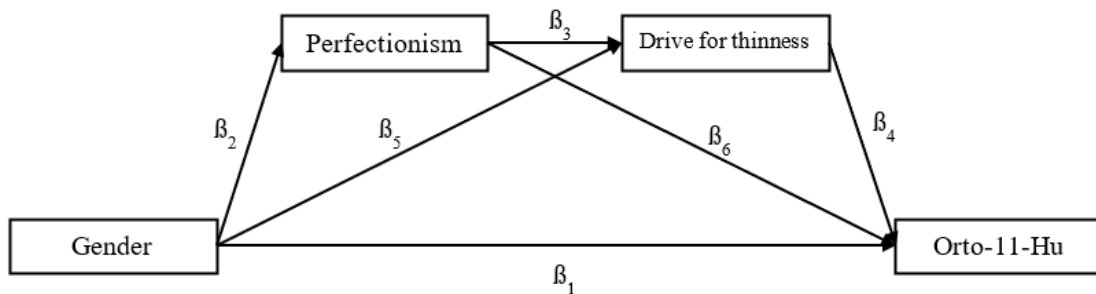 ß3
Perfectionism
Drive for thinness
ß2
ß5
ß6
ß4
Gender
Orto-11-Hu
ß1